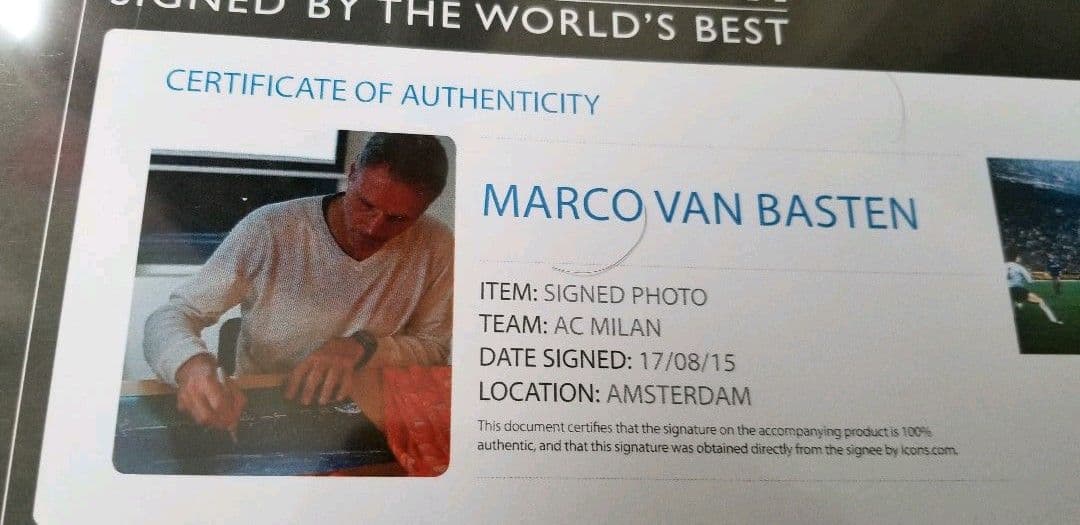 SIGNED BY THE WORLD'S BEST
CERTIFICATE OF AUTHENTICITY
MARCO VAN BASTEN
ITEM: SIGNED PHOTO
TEAM: AC MILAN
DATE SIGNED: 17/08/15
LOCATION: AMSTERDAM
This document certifies that the signature on the accompanying product is 100%
authentic, and that this signature was obtained directly from the signee by Icons.com.